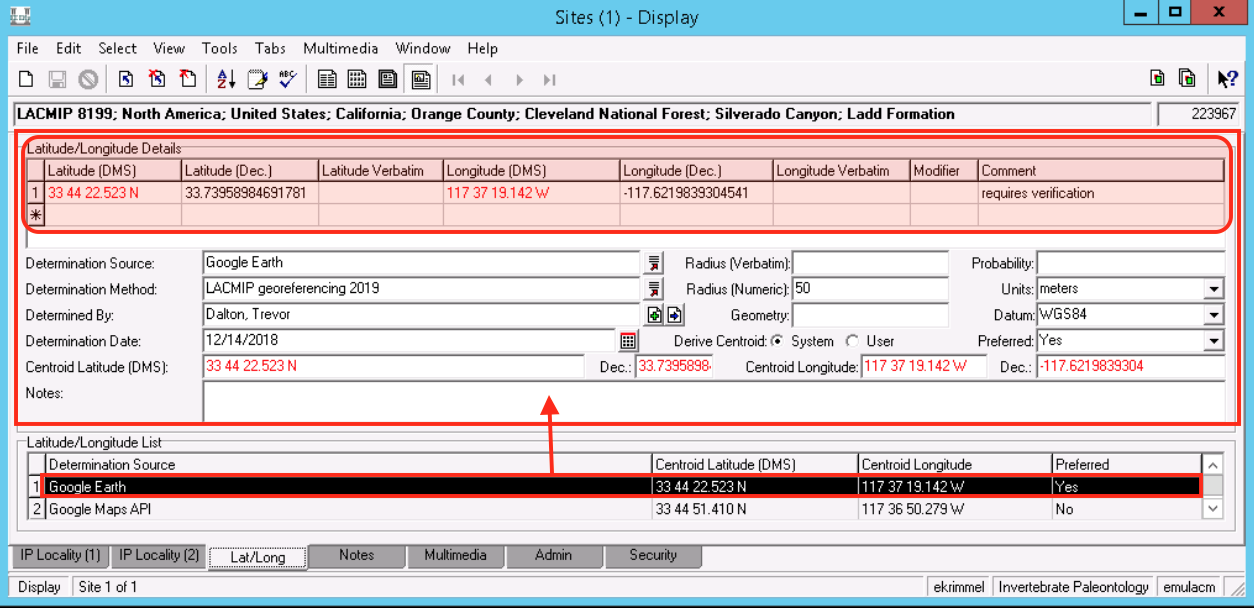 Sites (1) - Display
File Edit Select View Tools Tabs Multimedia Window Help
LACMIP 8199; North America; United States; California; Orange County; Cleveland National Forest; Silverado Canyon; Ladd Formation 223967
Latitude/Longitude Details
Latitude (DMS) Latitude (Dec.) Latitude Verbatim Longitude (DMS) Longitude (Dec.) Longitude Verbatim Modifier Comment
1 33 44 22.523 N 33.73958984691781 117 37 19.142 W -117.6219839304541 requires verification
*
Determination Source: Google Earth Radius (Verbatim): Probability:
Determination Method: LACMIP georeferencing 2019 Radius (Numeric): 50 Units: meters
Determined By: Dalton, Trevor Geometry: Datum: WGS84
Determination Date: 12/14/2018 Derive Centroid: System User Preferred: Yes
Centroid Latitude (DMS): 33 44 22.523 N Dec.: 33.7395898 Centroid Longitude: 117 37 19.142 W Dec.: -117.6219839304
Notes:
Latitude/Longitude List
Determination Source Centroid Latitude (DMS) Centroid Longitude Preferred
1 Google Earth 33 44 22.523 N 117 37 19.142 W Yes
2 Google Maps API 33 44 51.410 N 117 36 50.279 W No
IP Locality (1) IP Locality (2) Lat/Long Notes Multimedia Admin Security
Display Site 1 of 1 ekrimmel Invertebrate Paleontology emulacm